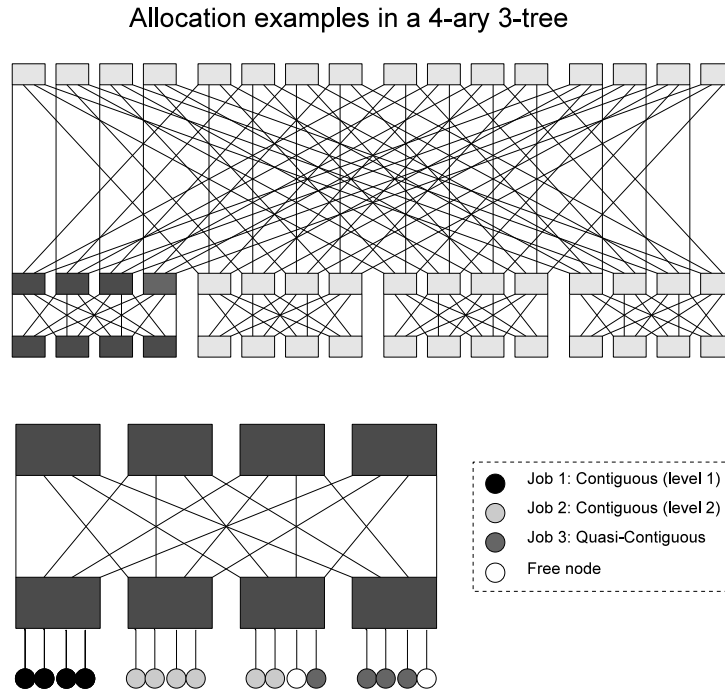 Allocation examples in a 4-ary 3-tree
Job 1: Contiguous (level 1)
Job 2: Contiguous (level 2)
Job 3: Quasi-Contiguous
Free node